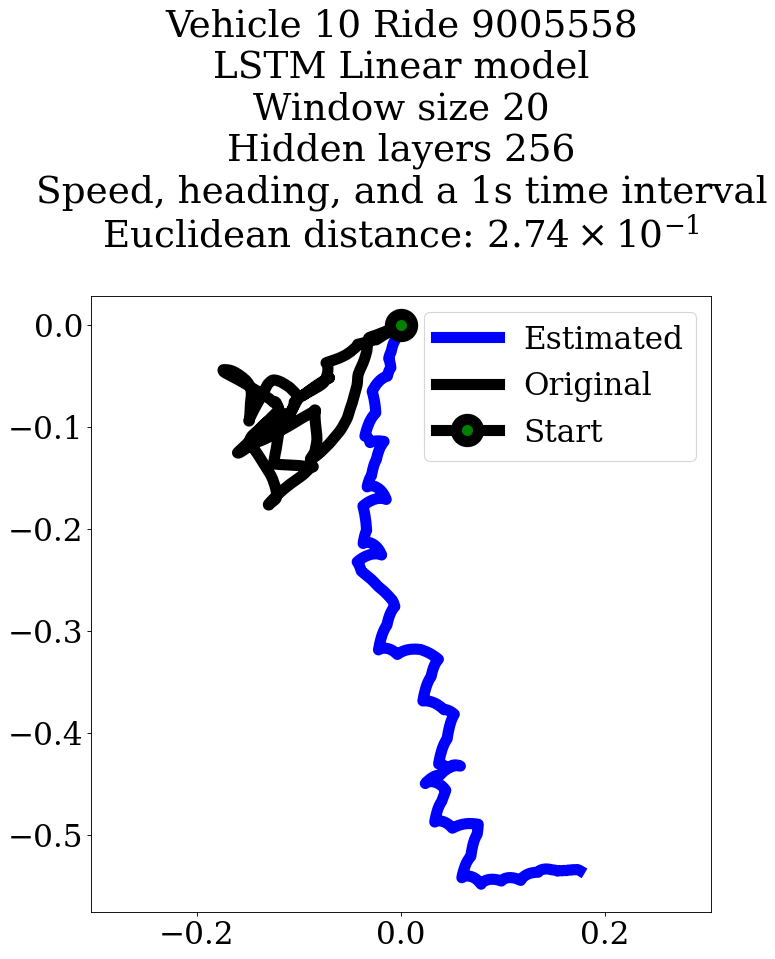 Vehicle 10 Ride 9005558
LSTM Linear model
Window size 20
Hidden layers 256
Speed, heading, and a 1s time interval
Euclidean distance: 2.74 × 10⁻¹
Estimated
Original
Start
0.0
−0.1
−0.2
−0.3
−0.4
−0.5
−0.2 0.0 0.2